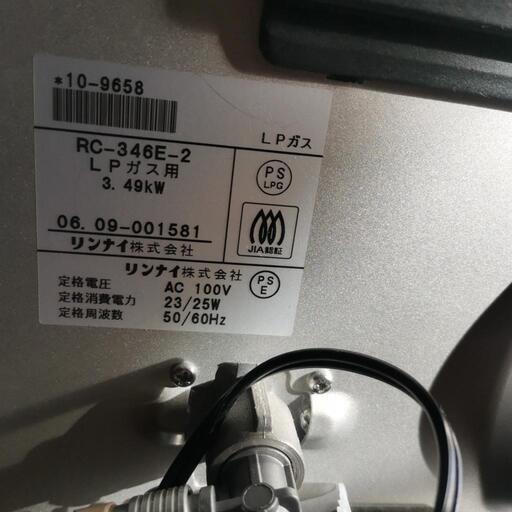 *10-9658
LPガス
RC-346E-2
LPガス用
3.49kW
PS
LPG
06.09-001581
リンナイ株式会社
JIA認証
リンナイ株式会社
定格電圧 AC 100V
定格消費電力 23/25W
定格周波数 50/60Hz
PS
E